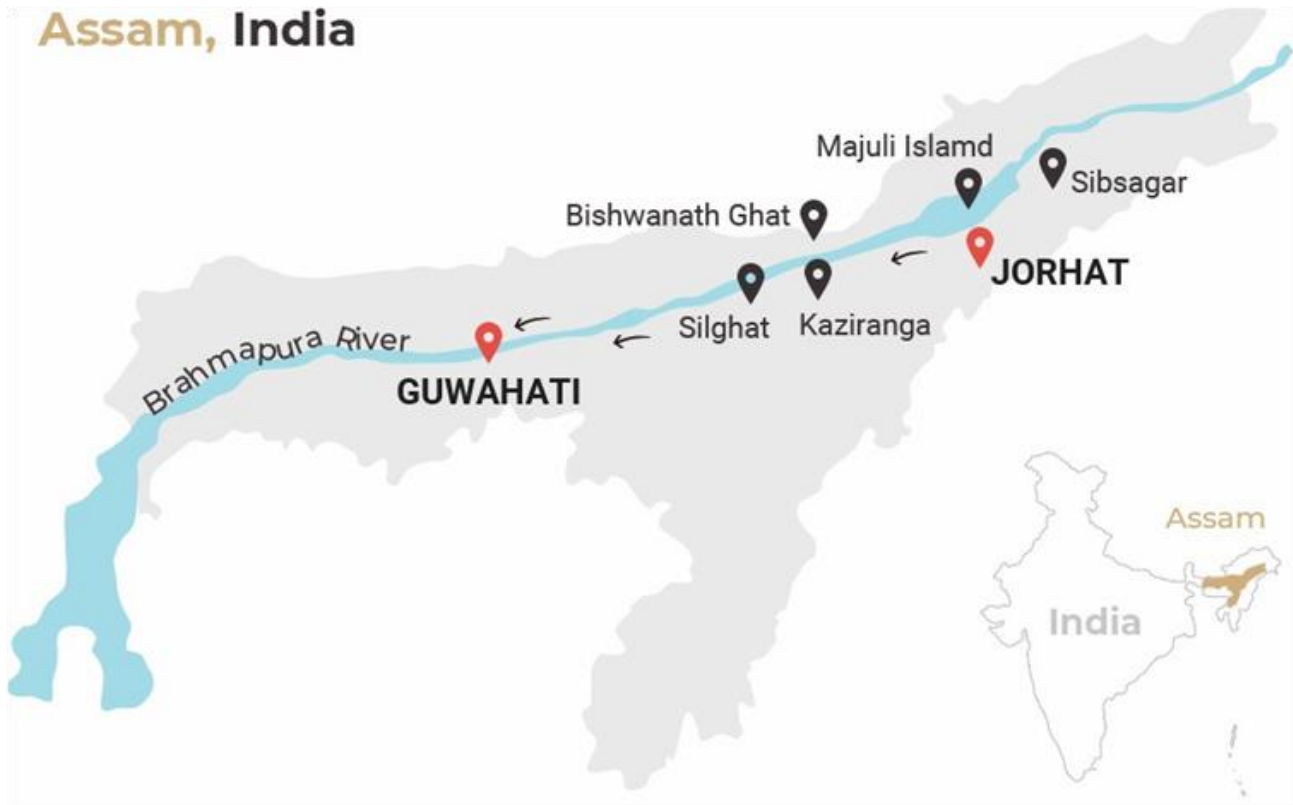 Assam, India
Majuli Islamd
Sibsagar
Bishwanath Ghat
JORHAT
Silghat
Kaziranga
Brahmapura River
GUWAHATI
Assam
India